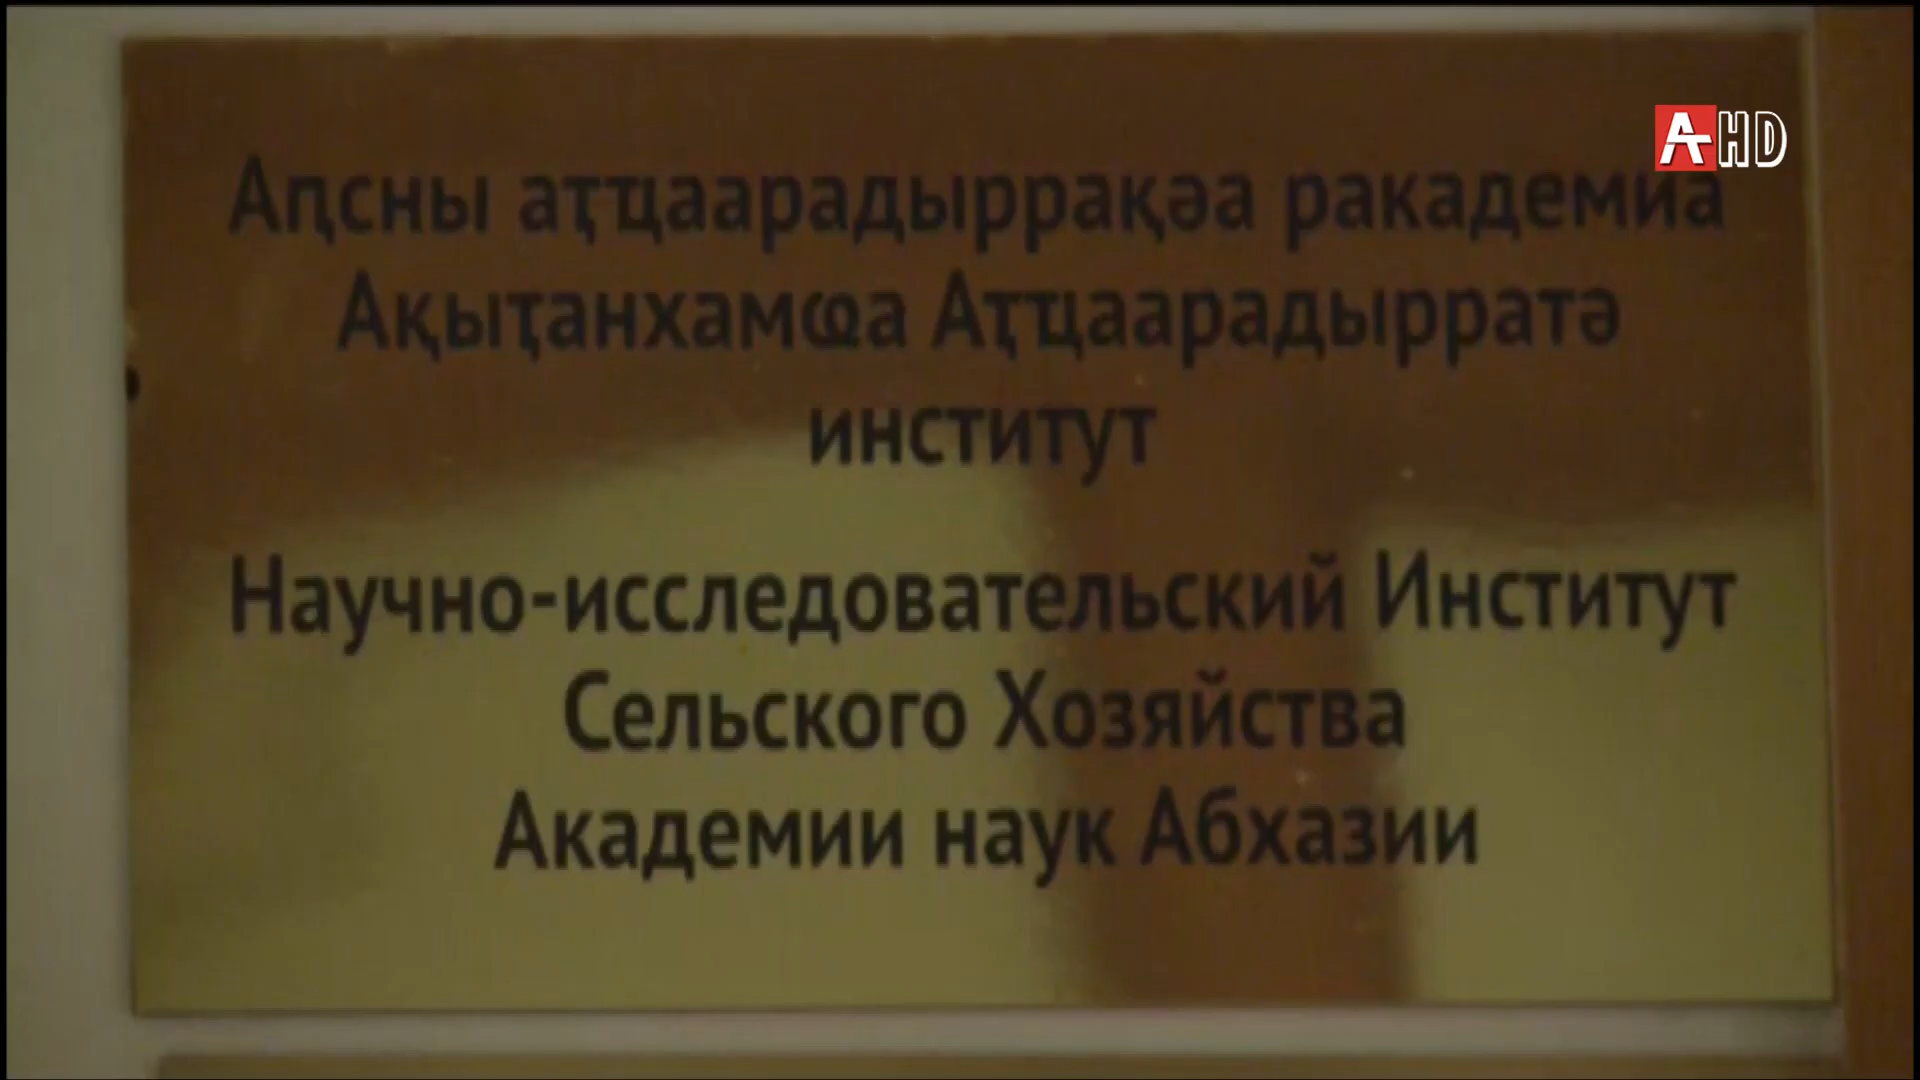 Аԥсны аҭҵаарадыррақәа ракадемиа
Ақыҭанхамҩа Аҭҵаарадырратә
институт
Научно-исследовательский Институт
Сельского Хозяйства
Академии наук Абхазии
AHD